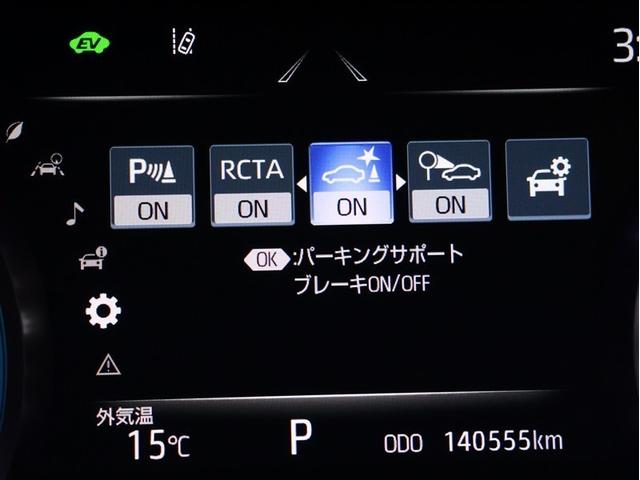 EV
3:
P RCTA
ON ON ON ON
OK :パーキングサポート
ブレーキON/OFF
外気温
15℃ P ODO 140555km